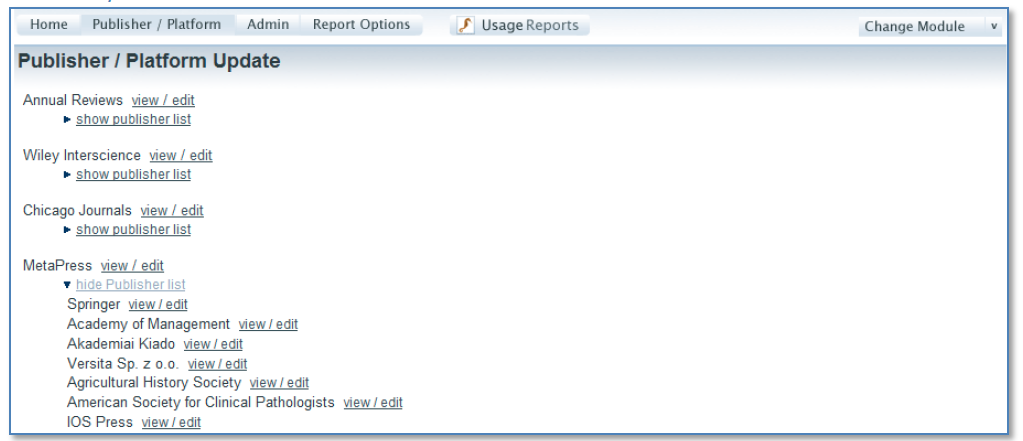 Home Publisher / Platform Admin Report Options Usage Reports Change Module v
Publisher / Platform Update
Annual Reviews view / edit
show publisher list
Wiley Interscience view / edit
show publisher list
Chicago Journals view / edit
show publisher list
MetaPress view / edit
hide Publisher list
Springer view / edit
Academy of Management view / edit
Akademiai Kiado view / edit
Versita Sp. z o.o. view / edit
Agricultural History Society view / edit
American Society for Clinical Pathologists view / edit
IOS Press view / edit